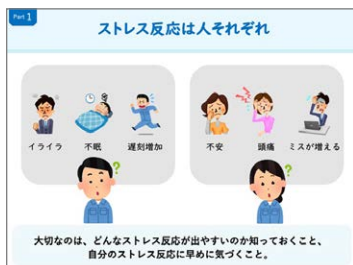 Part 1
ストレス反応は人それぞれ
イライラ 不眠 遅刻増加 不安 頭痛 ミスが増える
? ?
大切なのは、どんなストレス反応が出やすいのか知っておくこと、
自分のストレス反応に早めに気づくこと。